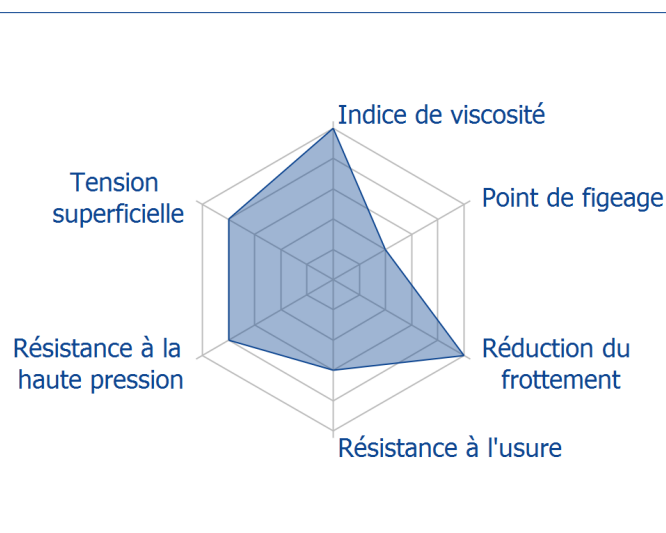 Indice de viscosité
Point de figeage
Réduction du
frottement
Résistance à l'usure
Résistance à la
haute pression
Tension
superficielle